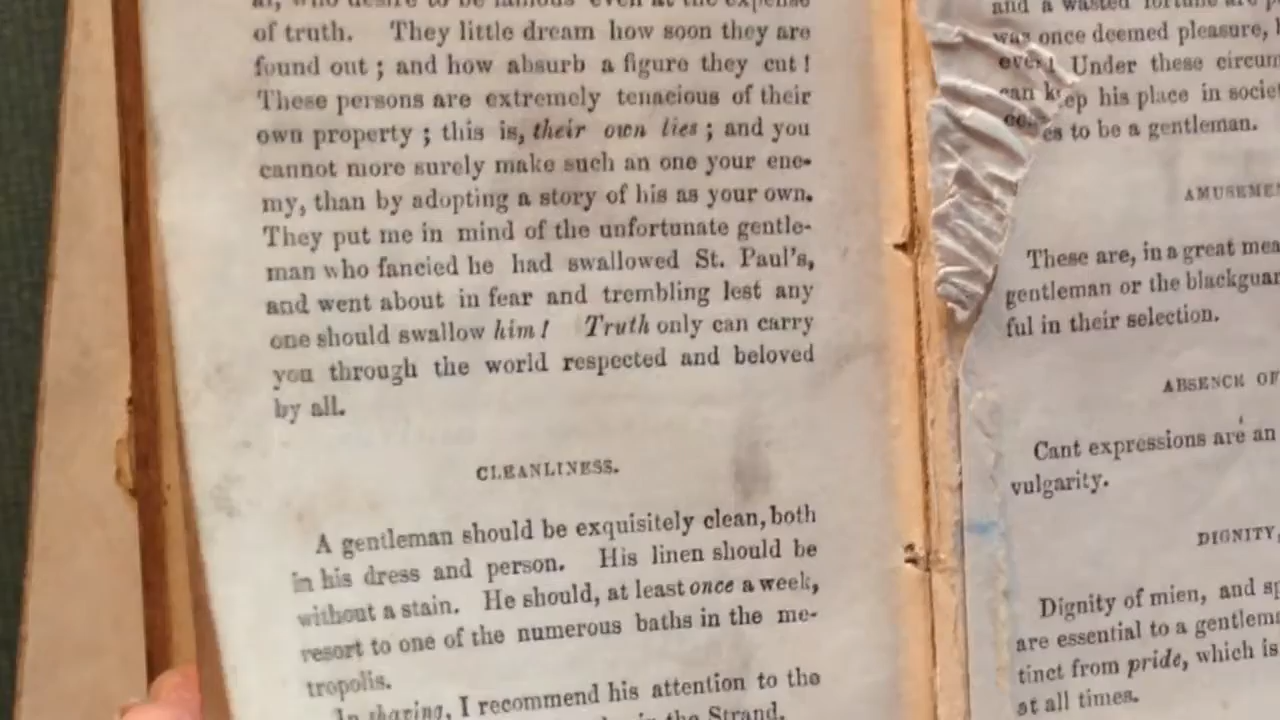 who desire to be famous even at the expense
of truth. They little dream how soon they are
found out ; and how absurb a figure they cut !
These persons are extremely tenacious of their
own property ; this is, their own lies ; and you
cannot more surely make such an one your ene-
my, than by adopting a story of his as your own.
They put me in mind of the unfortunate gentle-
man who fancied he had swallowed St. Paul's,
and went about in fear and trembling lest any
one should swallow him ! Truth only can carry
you through the world respected and beloved
by all.
CLEANLINESS.
A gentleman should be exquisitely clean, both
in his dress and person. His linen should be
without a stain. He should, at least once a week,
resort to one of the numerous baths in the me-
tropolis.
In shaving, I recommend his attention to the
in the Strand.
and a wasted fortune are
was once deemed pleasure,
ever ! Under these circum
can keep his place in socie
es to be a gentleman.
AMUSEME
These are, in a great mea
gentleman or the blackguar
ful in their selection.
ABSENCE OF
Cant expressions are an
vulgarity.
DIGNITY,
Dignity of mien, and sp
are essential to a gentlem
tinct from pride, which is
at all times.